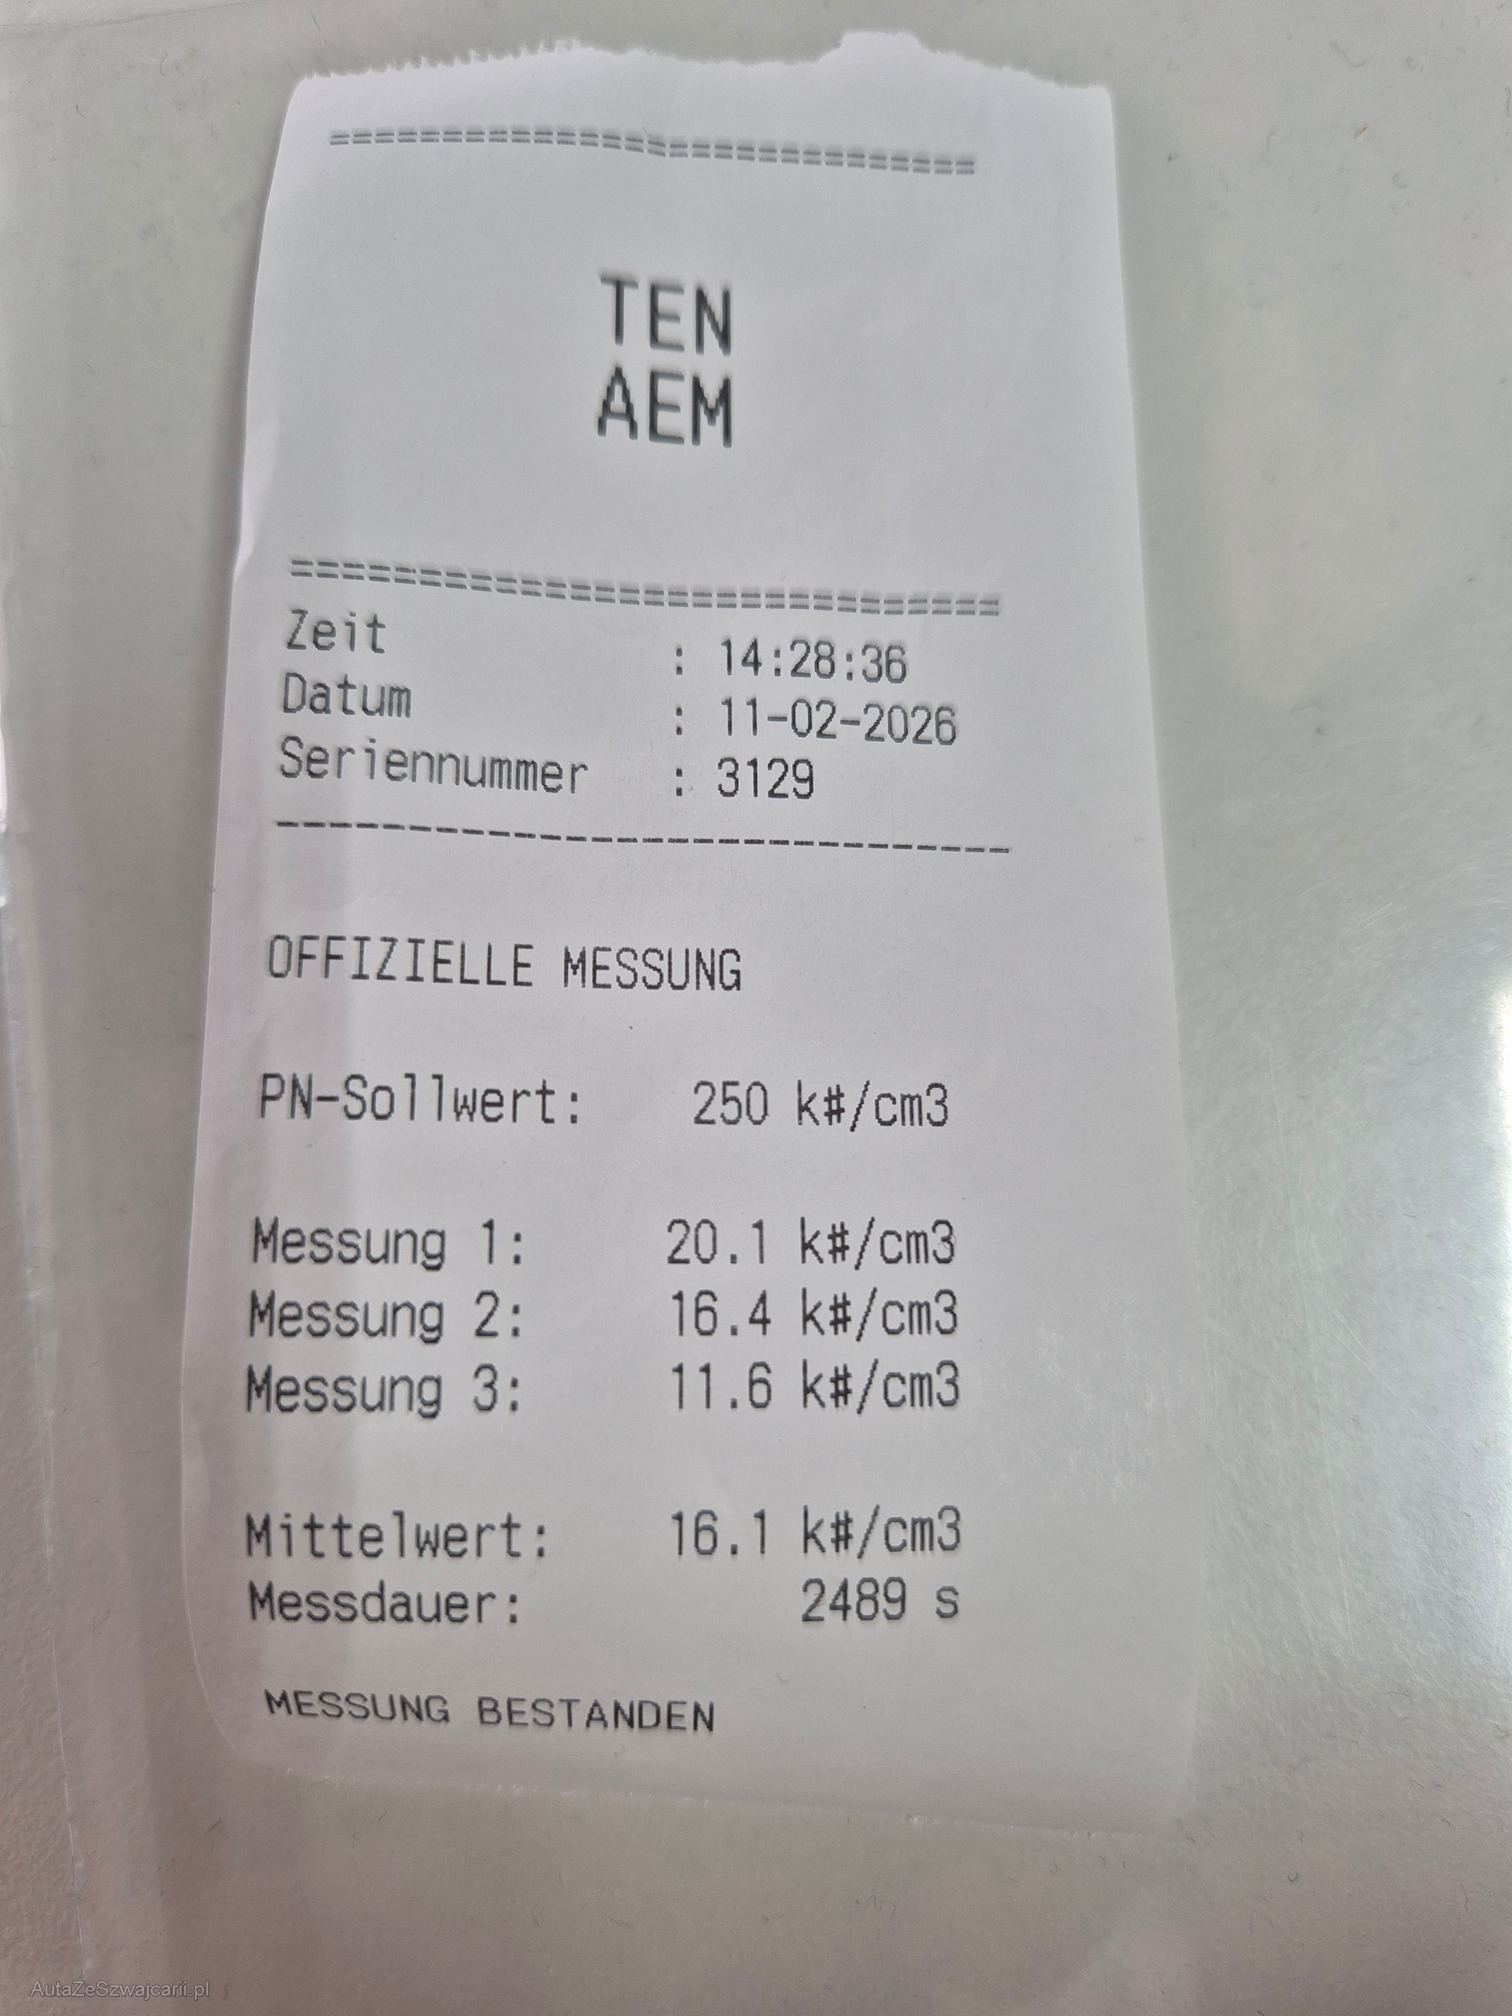 =============================
TEN
AEM
=============================
Zeit : 14:28:36
Datum : 11-02-2026
Seriennummer : 3129
-----------------------------
OFFIZIELLE MESSUNG
PN-Sollwert: 250 k#/cm3
Messung 1: 20.1 k#/cm3
Messung 2: 16.4 k#/cm3
Messung 3: 11.6 k#/cm3
Mittelwert: 16.1 k#/cm3
Messdauer: 2489 s
MESSUNG BESTANDEN
AutaZeSzwajcarii.pl